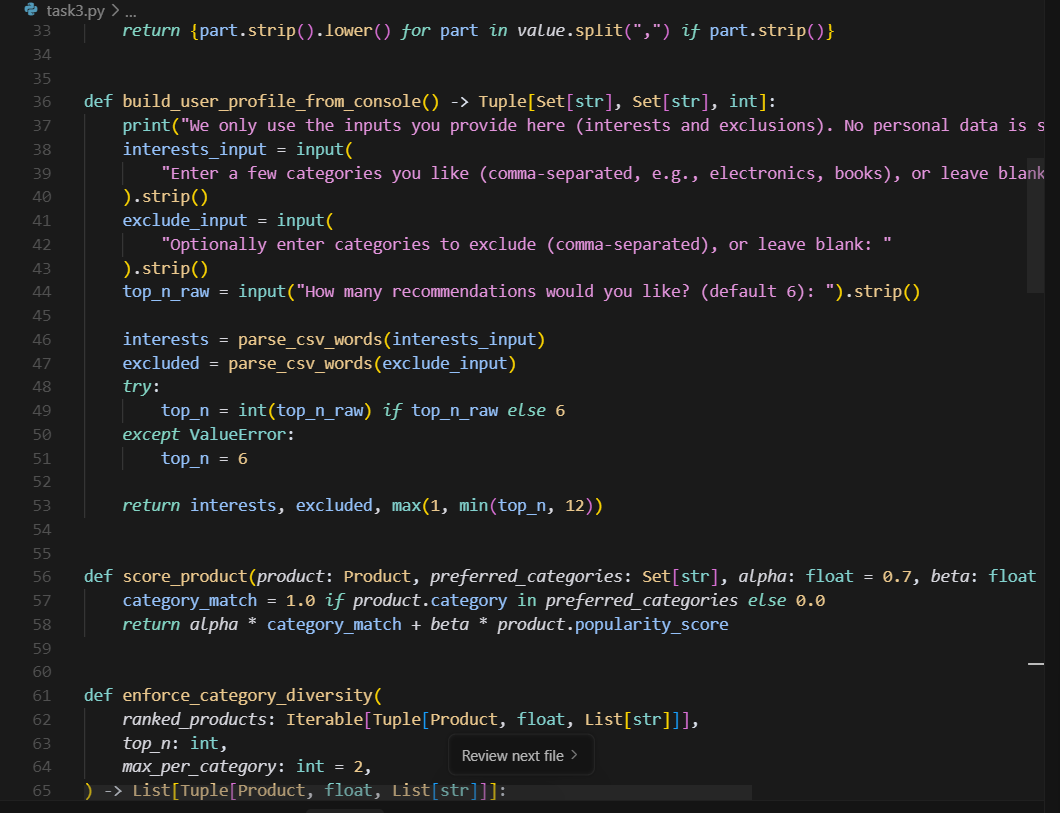 task3.py > ...
33 return {part.strip().lower() for part in value.split(",") if part.strip()}
34
35
36 def build_user_profile_from_console() -> Tuple[Set[str], Set[str], int]:
37 print("We only use the inputs you provide here (interests and exclusions). No personal data is s
38 interests_input = input(
39 "Enter a few categories you like (comma-separated, e.g., electronics, books), or leave blank
40 ).strip()
41 exclude_input = input(
42 "Optionally enter categories to exclude (comma-separated), or leave blank: "
43 ).strip()
44 top_n_raw = input("How many recommendations would you like? (default 6): ").strip()
45
46 interests = parse_csv_words(interests_input)
47 excluded = parse_csv_words(exclude_input)
48 try:
49 top_n = int(top_n_raw) if top_n_raw else 6
50 except ValueError:
51 top_n = 6
52
53 return interests, excluded, max(1, min(top_n, 12))
54
55
56 def score_product(product: Product, preferred_categories: Set[str], alpha: float = 0.7, beta: float
57 category_match = 1.0 if product.category in preferred_categories else 0.0
58 return alpha * category_match + beta * product.popularity_score
59
60
61 def enforce_category_diversity(
62 ranked_products: Iterable[Tuple[Product, float, List[str]]],
63 top_n: int,
64 max_per_category: int = 2,
65 ) -> List[Tuple[Product, float, List[str]]]:
Review next file >